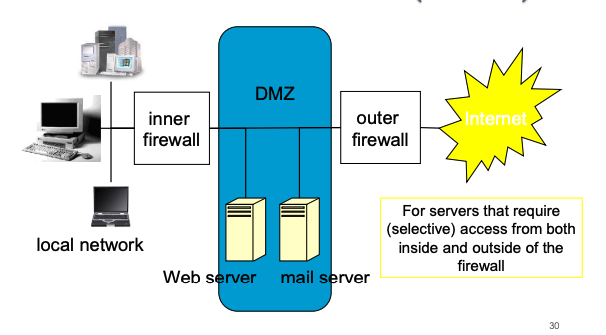 DMZ
inner
firewall
outer
firewall
Internet
local network
Web server
mail server
For servers that require
(selective) access from both
inside and outside of the
firewall
30